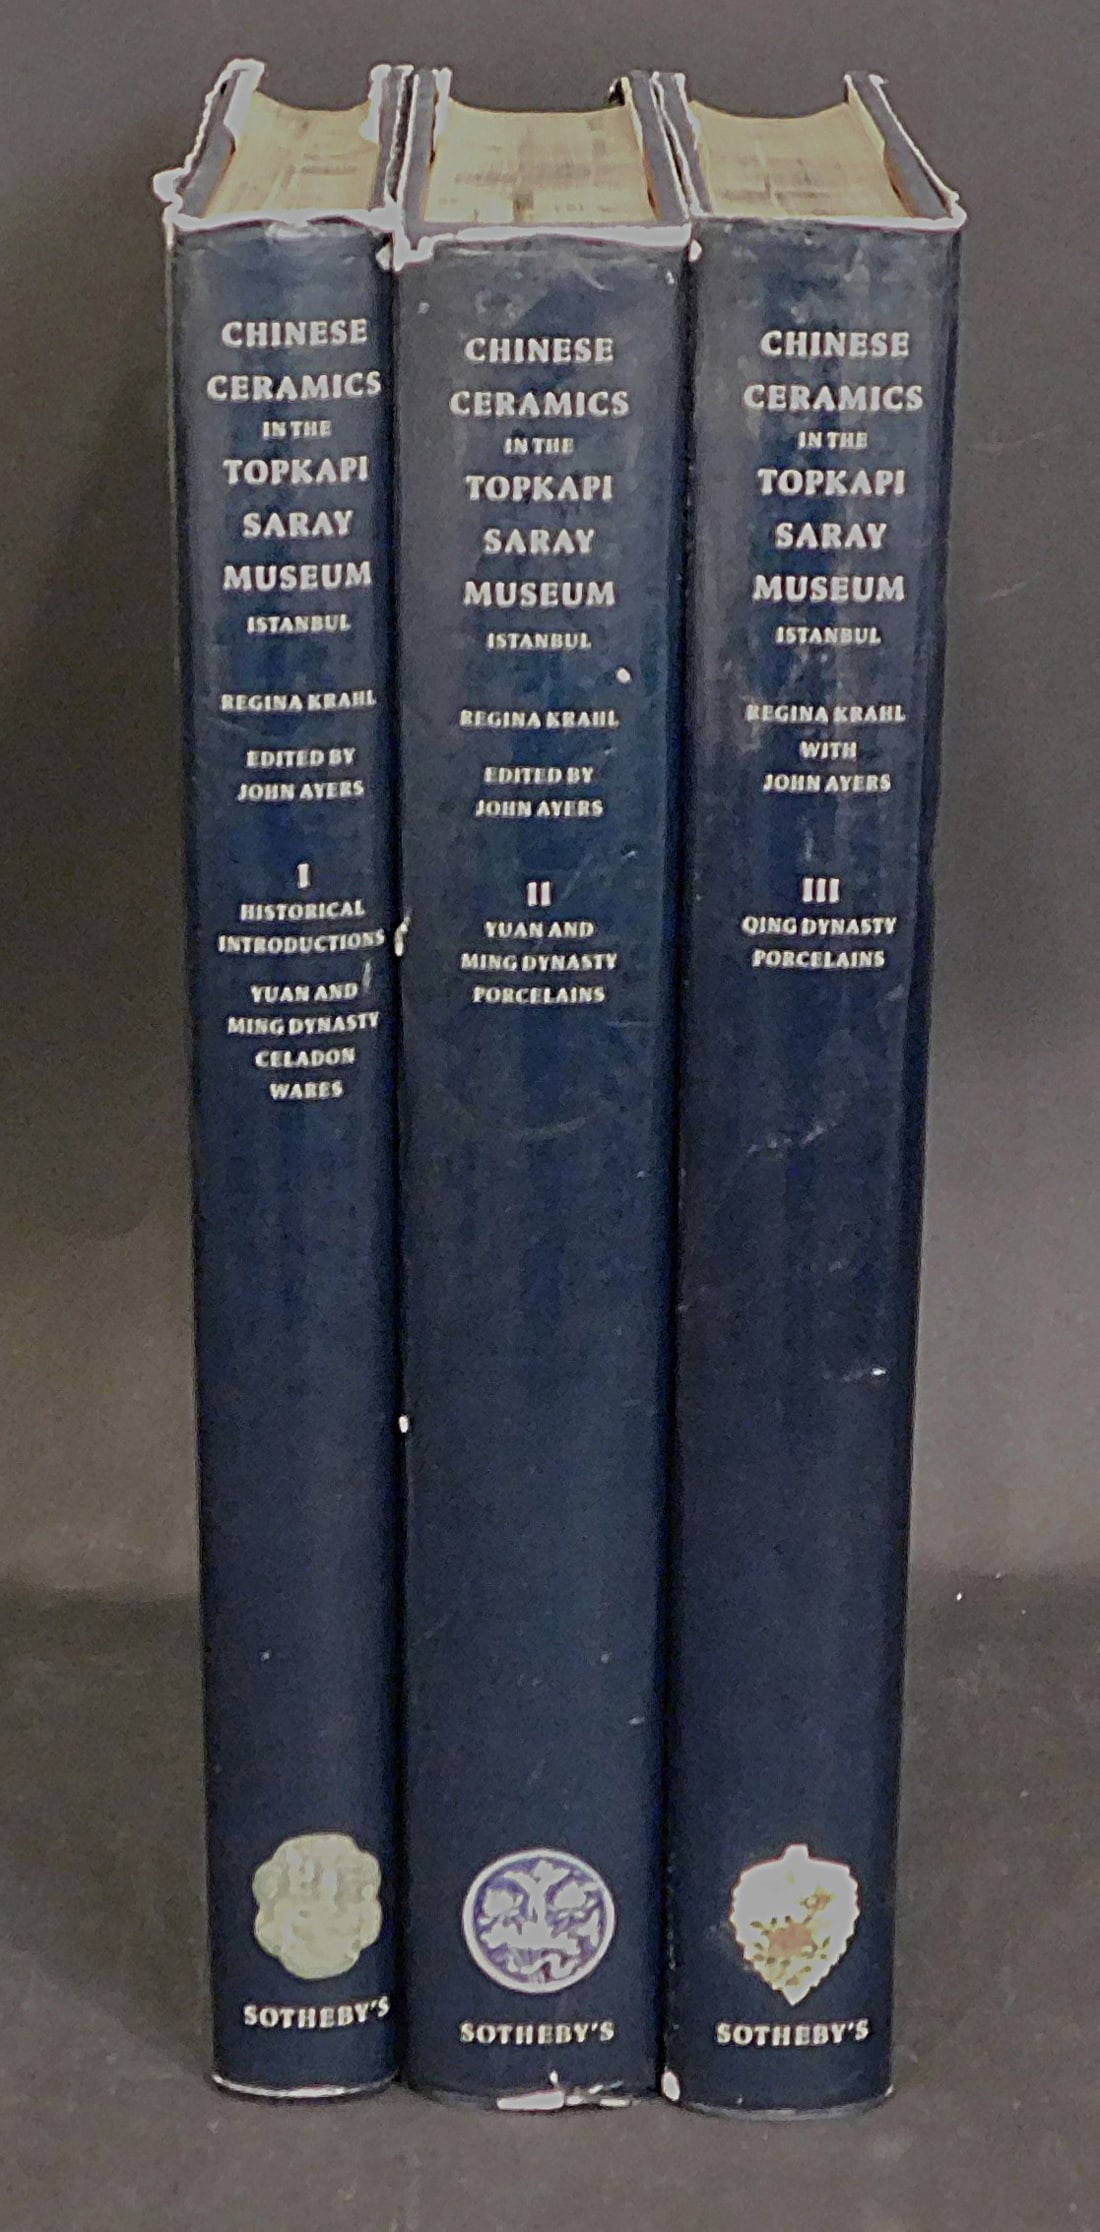 CHINESE
CERAMICS
IN THE
TOPKAPI
SARAY
MUSEUM
ISTANBUL
REGINA KRAHL
EDITED BY
JOHN AYERS
I
HISTORICAL
INTRODUCTIONS
YUAN AND
MING DYNASTY
CELADON
WARES
SOTHEBY'S
CHINESE
CERAMICS
IN THE
TOPKAPI
SARAY
MUSEUM
ISTANBUL
REGINA KRAHL
EDITED BY
JOHN AYERS
II
YUAN AND
MING DYNASTY
PORCELAINS
SOTHEBY'S
CHINESE
CERAMICS
IN THE
TOPKAPI
SARAY
MUSEUM
ISTANBUL
REGINA KRAHL
WITH
JOHN AYERS
III
QING DYNASTY
PORCELAINS
SOTHEBY'S